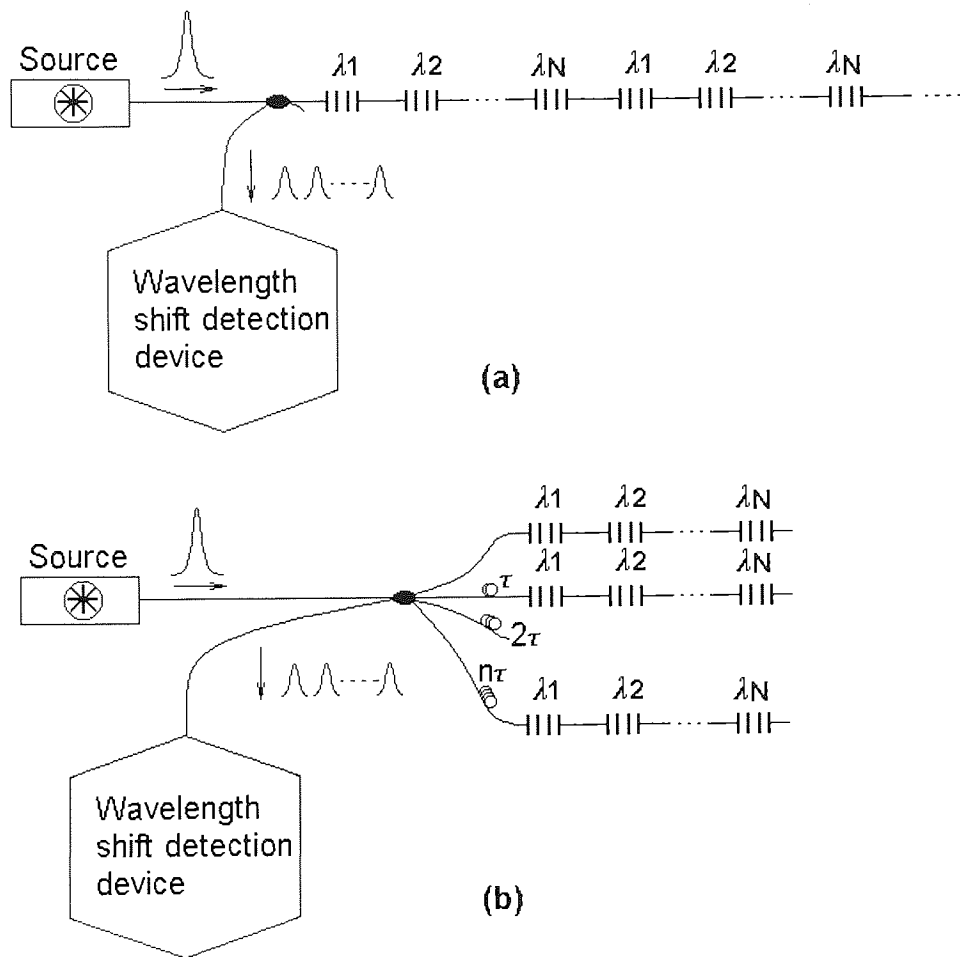 Source
λ1 λ2 λN λ1 λ2 λN
Wavelength
shift detection
device
(a)
λ1 λ2 λN
Source
τ λ1 λ2 λN
2τ
nτ λ1 λ2 λN
Wavelength
shift detection
device
(b)